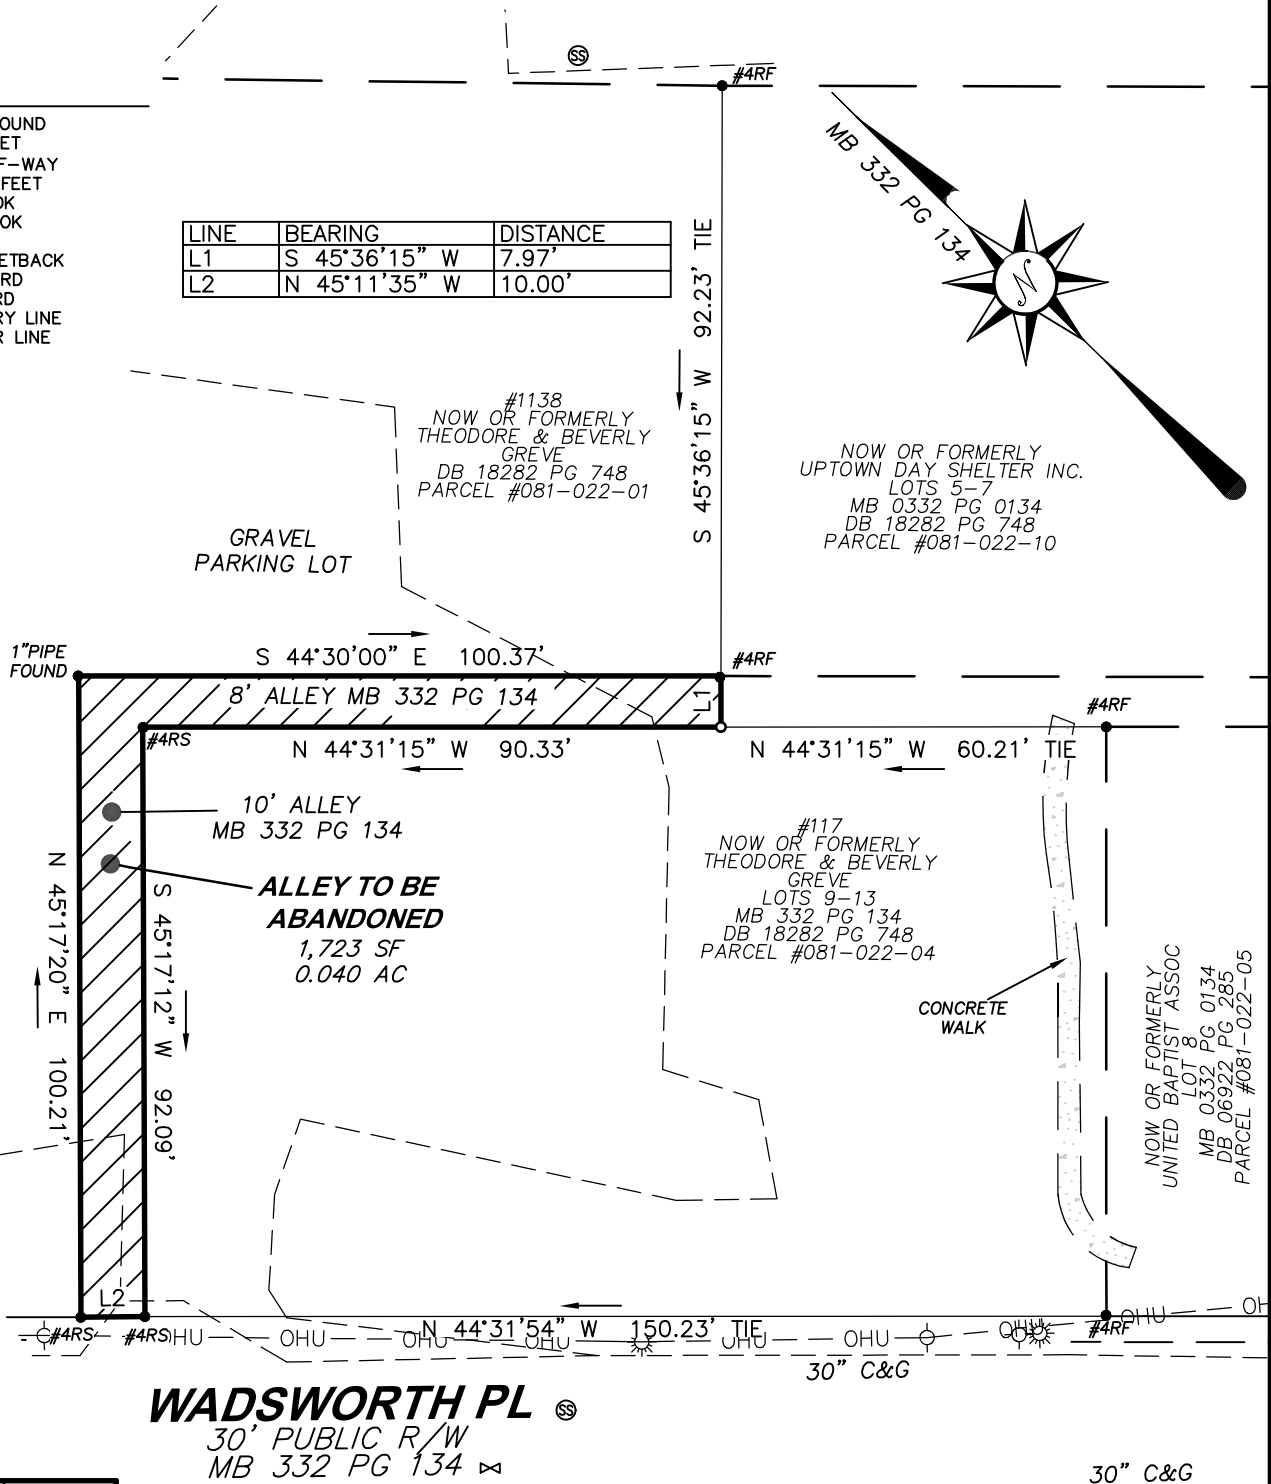 SS
#4RF
OUND
ET
F-WAY
FEET
OK
OK
ETBACK
RD
RD
RY LINE
R LINE
LINE BEARING DISTANCE
L1 S 45°36'15" W 7.97'
L2 N 45°11'35" W 10.00'
S 45°36'15" W 92.23' TIE
MB 332 PG 134
N
#1138
NOW OR FORMERLY
THEODORE & BEVERLY
GREVE
DB 18282 PG 748
PARCEL #081-022-01
NOW OR FORMERLY
UPTOWN DAY SHELTER INC.
LOTS 5-7
MB 0332 PG 0134
DB 18282 PG 748
PARCEL #081-022-10
GRAVEL
PARKING LOT
1"PIPE
FOUND
S 44°30'00" E 100.37'
#4RF
8' ALLEY MB 332 PG 134
L1
#4RF
#4RS
N 44°31'15" W 90.33'
N 44°31'15" W 60.21' TIE
10' ALLEY
MB 332 PG 134
ALLEY TO BE
ABANDONED
1,723 SF
0.040 AC
N 45°17'20" E 100.21'
S 45°17'12" W 92.09'
#117
NOW OR FORMERLY
THEODORE & BEVERLY
GREVE
LOTS 9-13
MB 332 PG 134
DB 18282 PG 748
PARCEL #081-022-04
CONCRETE
WALK
NOW OR FORMERLY
UNITED BAPTIST ASSOC
LOT 8
MB 0332 PG 0134
DB 06922 PG 285
PARCEL #081-022-05
L2
#4RS
#4RS
N 44°31'54" W 150.23' TIE
#4RF
HU OHU OHU OHU OHU OHU OHU OHU OH
30" C&G
WADSWORTH PL
SS
30' PUBLIC R/W
MB 332 PG 134
30" C&G